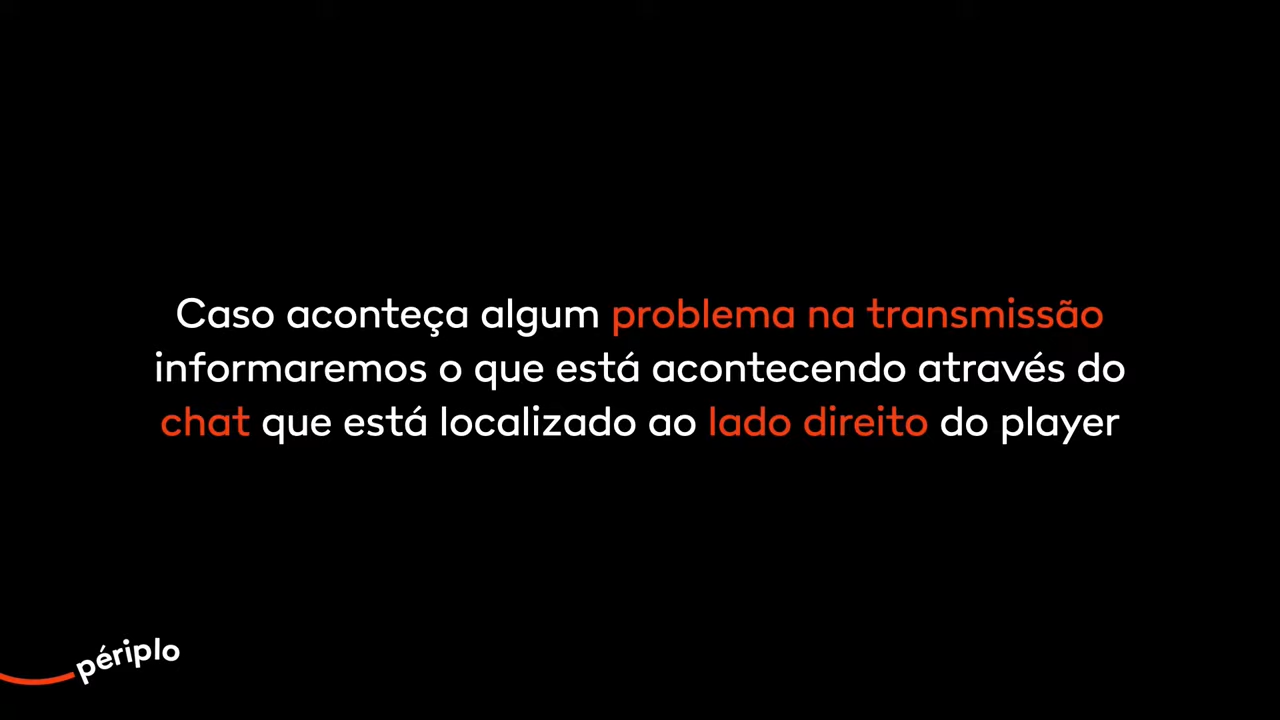 Caso aconteça algum problema na transmissão
informaremos o que está acontecendo através do
chat que está localizado ao lado direito do player
périplo